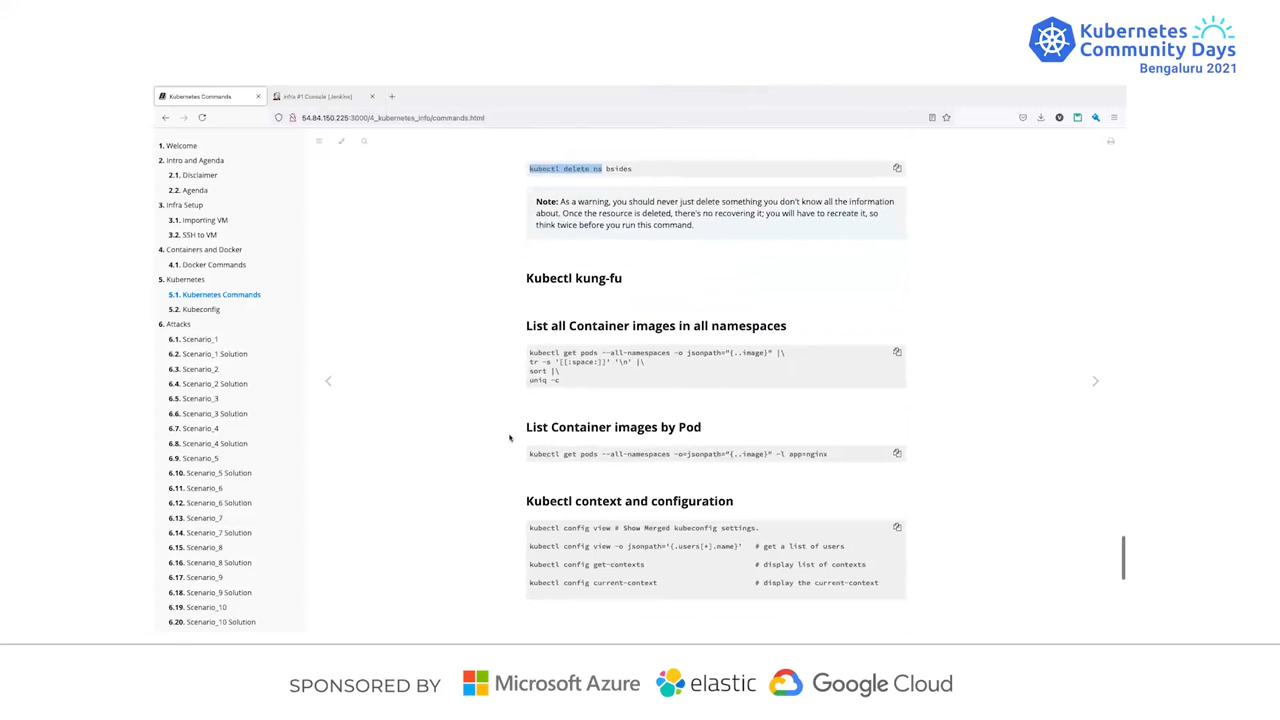 Kubernetes
Community Days
Bengaluru 2021
Kubernetes Commands
infra #1 Console [Jenkins]
54.84.150.225:3000/4_kubernetes_info/commands.html
1. Welcome
2. Intro and Agenda
2.1. Disclaimer
2.2. Agenda
3. Infra Setup
3.1. Importing VM
3.2. SSH to VM
4. Containers and Docker
4.1. Docker Commands
5. Kubernetes
5.1. Kubernetes Commands
5.2. Kubeconfig
6. Attacks
6.1. Scenario_1
6.2. Scenario_1 Solution
6.3. Scenario_2
6.4. Scenario_2 Solution
6.5. Scenario_3
6.6. Scenario_3 Solution
6.7. Scenario_4
6.8. Scenario_4 Solution
6.9. Scenario_5
6.10. Scenario_5 Solution
6.11. Scenario_6
6.12. Scenario_6 Solution
6.13. Scenario_7
6.14. Scenario_7 Solution
6.15. Scenario_8
6.16. Scenario_8 Solution
6.17. Scenario_9
6.18. Scenario_9 Solution
6.19. Scenario_10
6.20. Scenario_10 Solution
kubectl delete ns bsides
Note: As a warning, you should never just delete something you don't know all the information
about. Once the resource is deleted, there's no recovering it; you will have to recreate it, so
think twice before you run this command.
Kubectl kung-fu
List all Container images in all namespaces
kubectl get pods --all-namespaces -o jsonpath="{..image}" |\
tr -s '[[:space:]]' '\n' |\
sort |\
uniq -c
List Container images by Pod
kubectl get pods --all-namespaces -o=jsonpath="{..image}" -l app=nginx
Kubectl context and configuration
kubectl config view # Show Merged kubeconfig settings.
kubectl config view -o jsonpath='{.users[*].name}' # get a list of users
kubectl config get-contexts # display list of contexts
kubectl config current-context # display the current-context
SPONSORED BY Microsoft Azure elastic Google Cloud